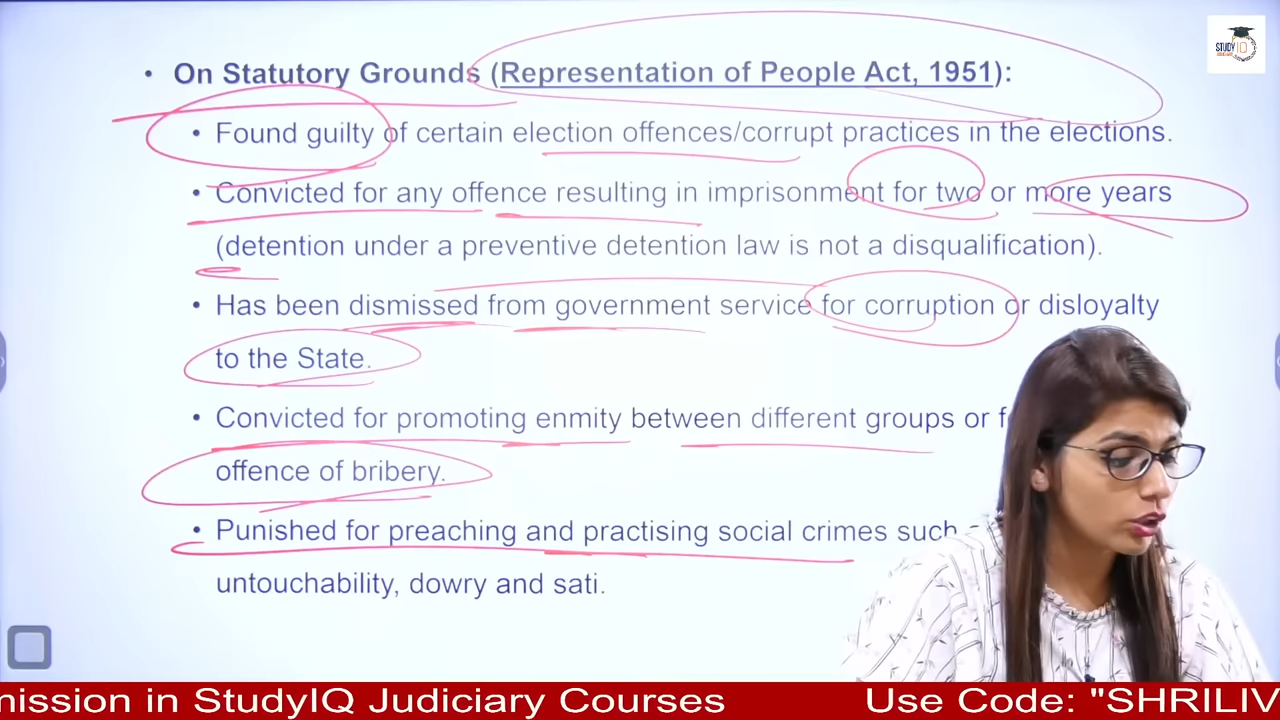 STUDY IQ
• On Statutory Grounds (Representation of People Act, 1951):
• Found guilty of certain election offences/corrupt practices in the elections.
• Convicted for any offence resulting in imprisonment for two or more years
(detention under a preventive detention law is not a disqualification).
• Has been dismissed from government service for corruption or disloyalty
to the State.
• Convicted for promoting enmity between different groups or f
offence of bribery.
• Punished for preaching and practising social crimes such
untouchability, dowry and sati.
mission in StudyIQ Judiciary Courses Use Code: "SHRILIV